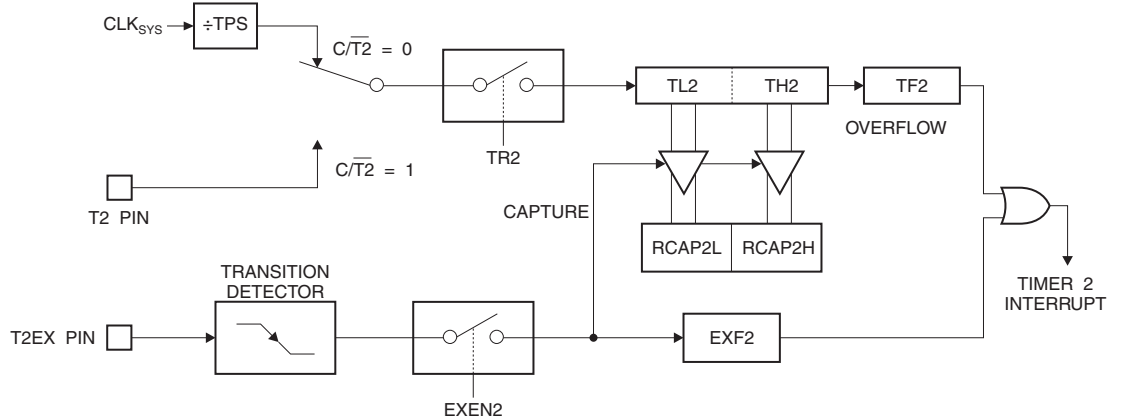 CLKSYS
÷TPS
C/T2 = 0
TL2
TH2
TF2
OVERFLOW
TR2
C/T2 = 1
T2 PIN
CAPTURE
RCAP2L
RCAP2H
TRANSITION
DETECTOR
TIMER 2
INTERRUPT
T2EX PIN
EXF2
EXEN2